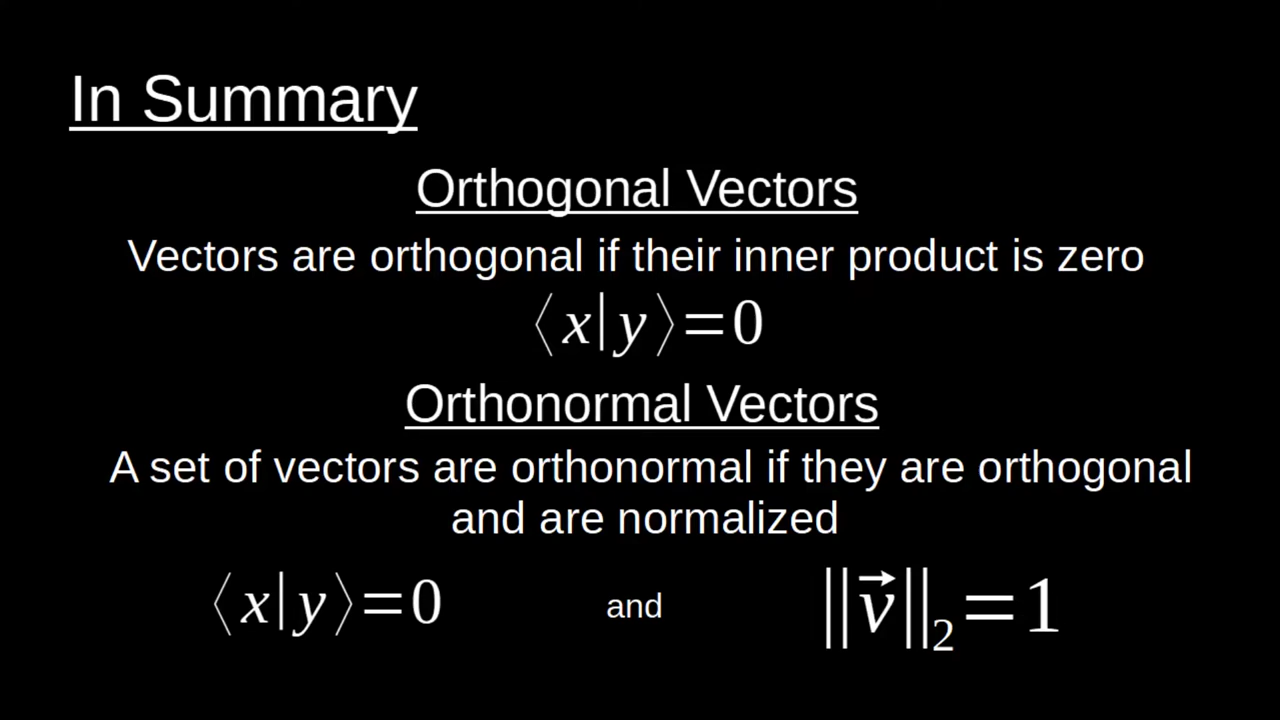 In Summary
Orthogonal Vectors
Vectors are orthogonal if their inner product is zero
⟨x|y⟩=0
Orthonormal Vectors
A set of vectors are orthonormal if they are orthogonal
and are normalized
⟨x|y⟩=0 and ||v⃗||₂=1